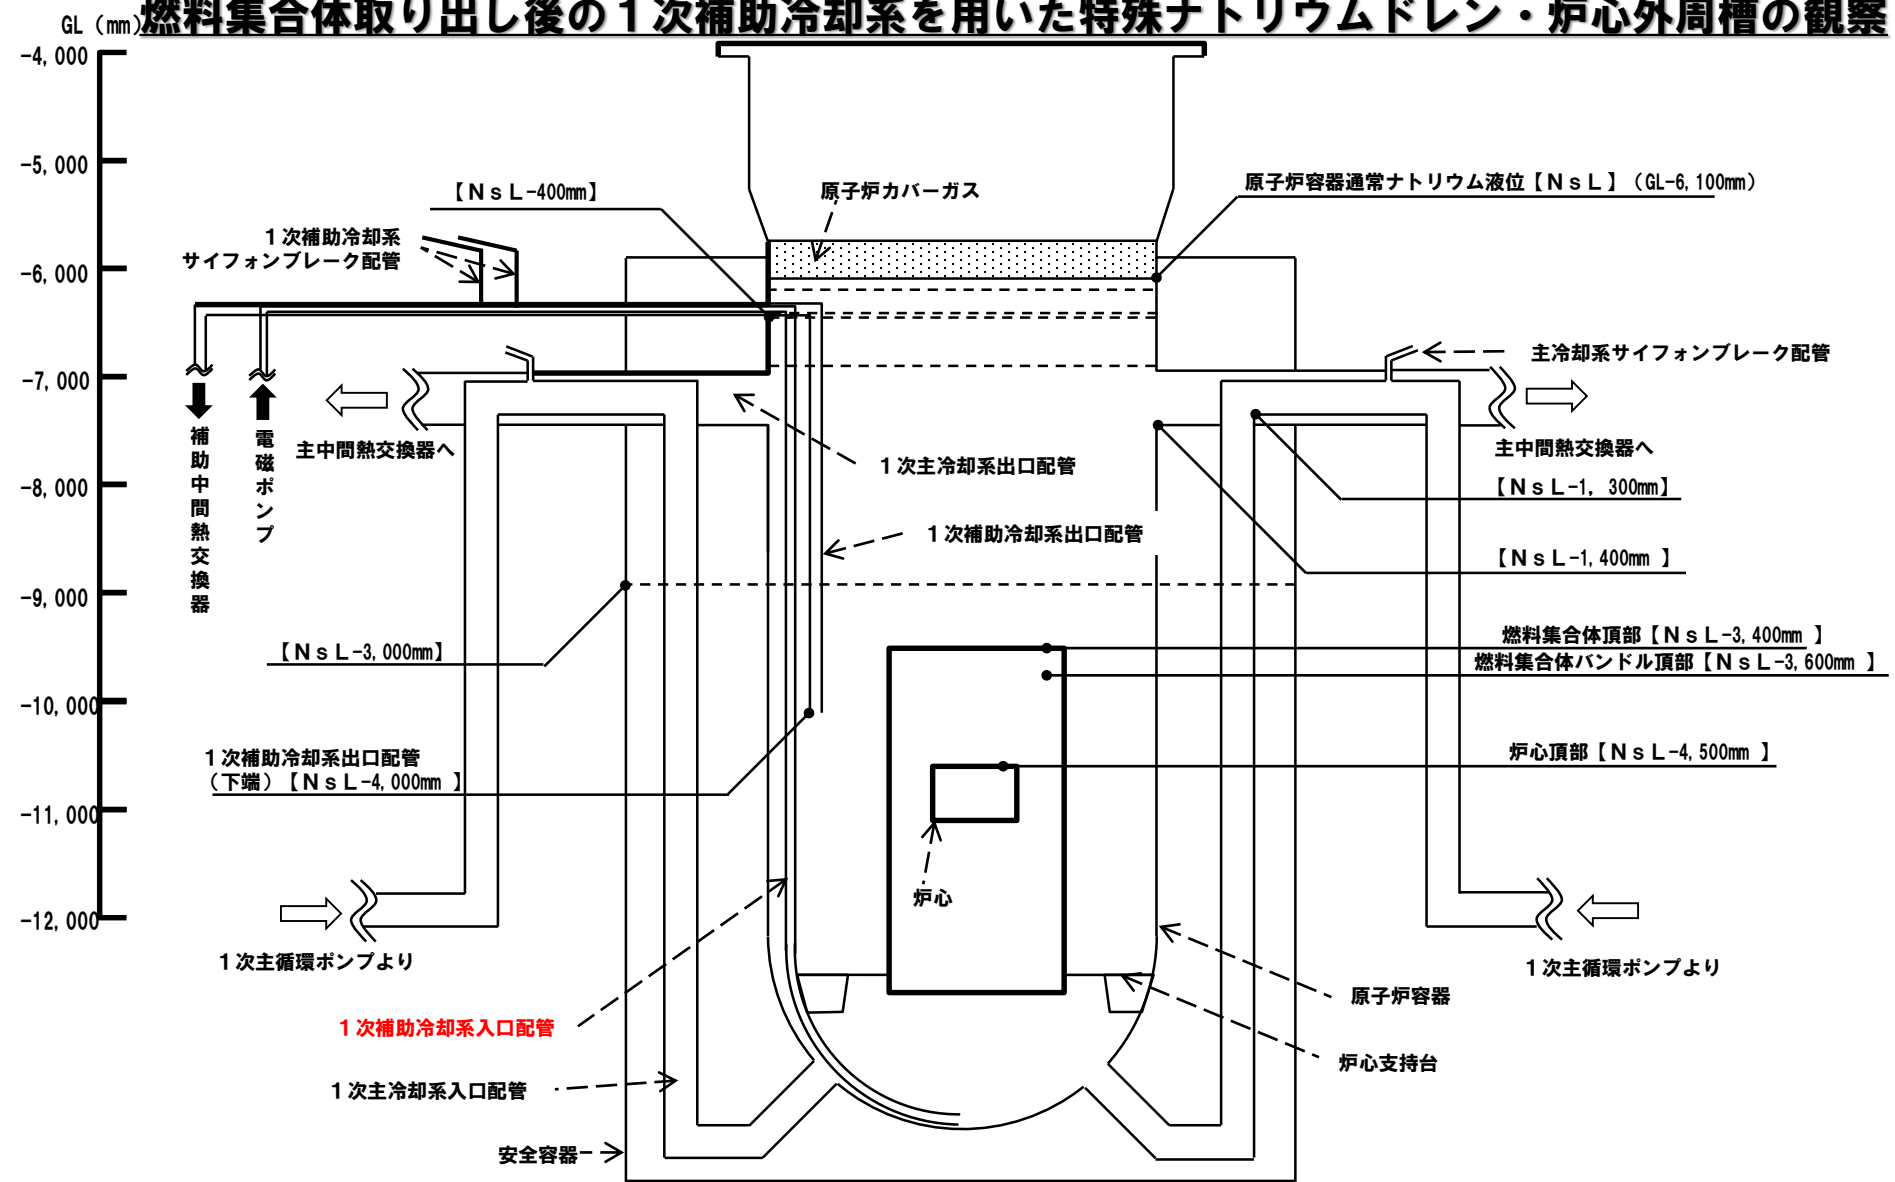 燃料集合体取り出し後の１次補助冷却系を用いた特殊ナトリウムドレン・炉心外周槽の観察
GL（mm）
-4,000
-5,000
-6,000
-7,000
-8,000
-9,000
-10,000
-11,000
-12,000
【ＮｓＬ-400mm】
原子炉カバーガス
原子炉容器通常ナトリウム液位【ＮｓＬ】（GL-6,100mm）
１次補助冷却系
サイフォンブレーク配管
主冷却系サイフォンブレーク配管
補助中間熱交換器
電磁ポンプ
主中間熱交換器へ
主中間熱交換器へ
１次主冷却系出口配管
【ＮｓＬ-1,300mm】
１次補助冷却系出口配管
【ＮｓＬ-1,400mm 】
【ＮｓＬ-3,000mm】
燃料集合体頂部【ＮｓＬ-3,400mm 】
燃料集合体バンドル頂部【ＮｓＬ-3,600mm 】
１次補助冷却系出口配管
（下端）【ＮｓＬ-4,000mm 】
炉心頂部【ＮｓＬ-4,500mm 】
炉心
１次主循環ポンプより
１次主循環ポンプより
原子炉容器
１次補助冷却系入口配管
炉心支持台
１次主冷却系入口配管
安全容器